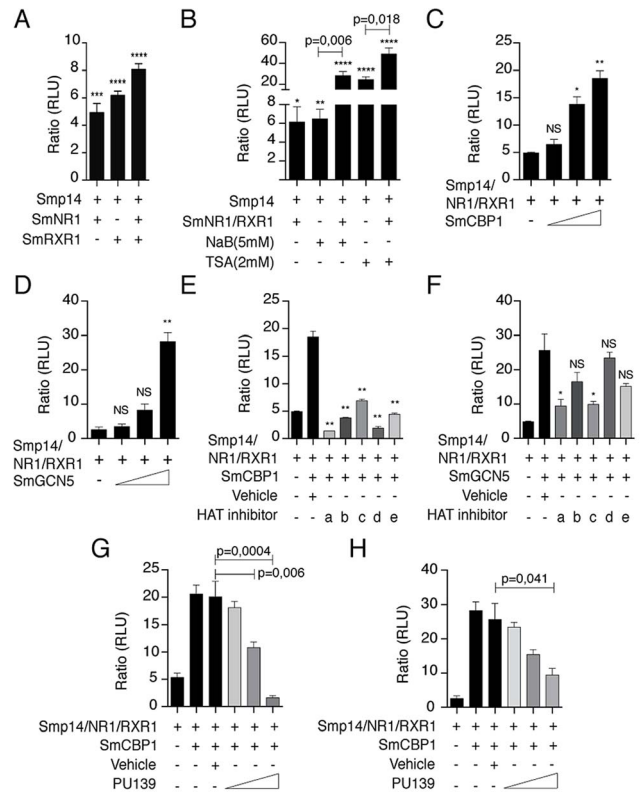 A
10
8
6
4
2
0
Ratio (RLU)
*** **** ****
Smp14 + + +
SmNR1 + - +
SmRXR1 - + +
B
p=0,018
p=0,006
60
40
20
8
6
4
2
0
Ratio (RLU)
* ** **** **** ****
Smp14 + + + + +
SmNR1/RXR1 + - + - +
NaB(5mM) - + + - -
TSA(2mM) - - - + +
C
25
20
15
10
5
0
Ratio (RLU)
NS * **
Smp14/
NR1/RXR1 + + + +
SmCBP1 -
D
40
30
20
10
0
Ratio (RLU)
NS NS **
Smp14/
NR1/RXR1 + + + +
SmGCN5 -
E
25
20
15
10
5
0
Ratio (RLU)
** ** ** ** **
Smp14/
NR1/RXR1 + + + + + + +
SmCBP1 - + + + + + +
Vehicle - + - - - - -
HAT inhibitor - - a b c d e
F
40
30
20
10
0
Ratio (RLU)
* NS * NS NS
Smp14/
NR1/RXR1 + + + + + + +
SmGCN5 - + + + + + +
Vehicle - + - - - - -
HAT inhibitor - - a b c d e
G
p=0,0004
p=0,006
25
20
15
10
5
0
Ratio (RLU)
Smp14/NR1/RXR1 + + + + + +
SmCBP1 - + + + + +
Vehicle - - + - - -
PU139 - - -
H
p=0,041
40
30
20
10
0
Ratio (RLU)
Smp14/NR1/RXR1 + + + + + +
SmCBP1 - + + + + +
Vehicle - - + - - -
PU139 - - -